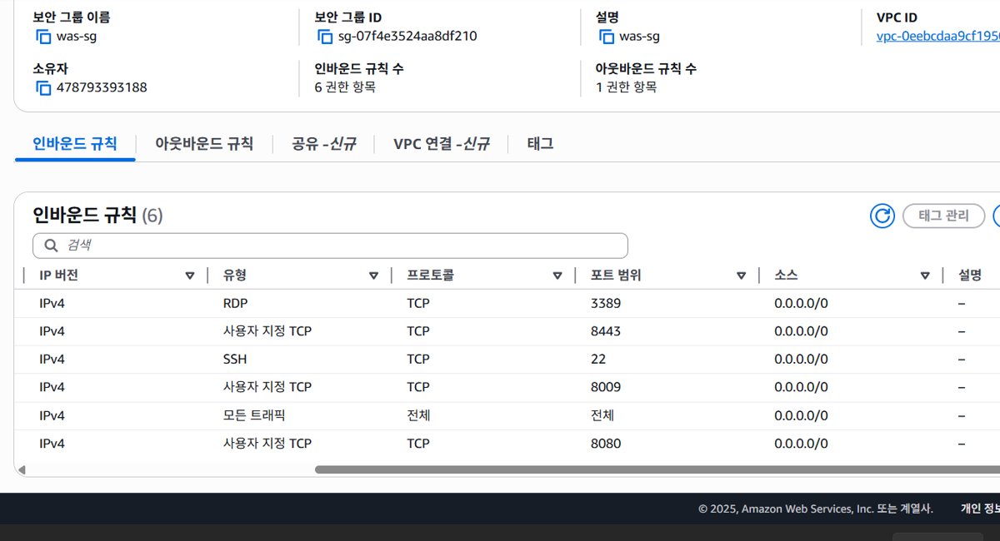 보안 그룹 이름 보안 그룹 ID 설명 VPC ID
was-sg sg-07f4e3524aa8df210 was-sg vpc-0eebcdaa9cf195
소유자 인바운드 규칙 수 아웃바운드 규칙 수
478793393188 6 권한 항목 1 권한 항목
인바운드 규칙 아웃바운드 규칙 공유 -신규 VPC 연결 -신규 태그
인바운드 규칙 (6) 태그 관리
검색
IP 버전 유형 프로토콜 포트 범위 소스 설명
IPv4 RDP TCP 3389 0.0.0.0/0 –
IPv4 사용자 지정 TCP TCP 8443 0.0.0.0/0 –
IPv4 SSH TCP 22 0.0.0.0/0 –
IPv4 사용자 지정 TCP TCP 8009 0.0.0.0/0 –
IPv4 모든 트래픽 전체 전체 0.0.0.0/0 –
IPv4 사용자 지정 TCP TCP 8080 0.0.0.0/0 –
© 2025, Amazon Web Services, Inc. 또는 계열사. 개인